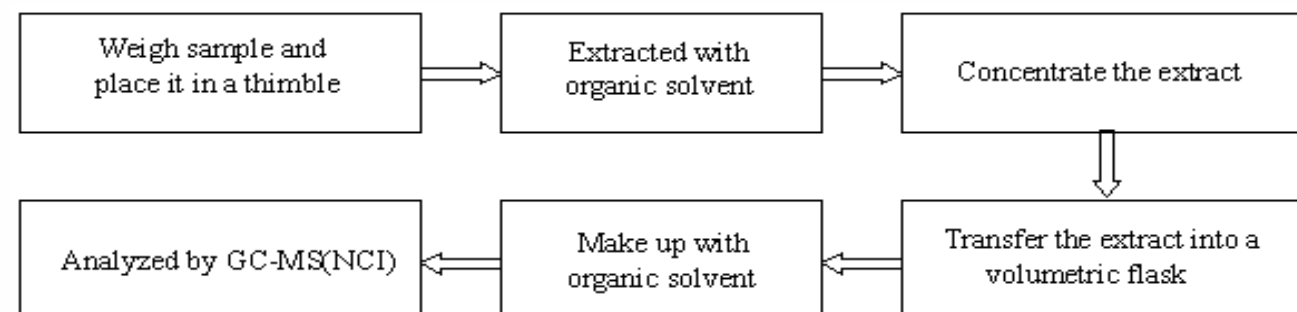 Weigh sample and
place it in a thimble
Extracted with
organic solvent
Concentrate the extract
Transfer the extract into a
volumetric flask
Make up with
organic solvent
Analyzed by GC-MS(NCI)